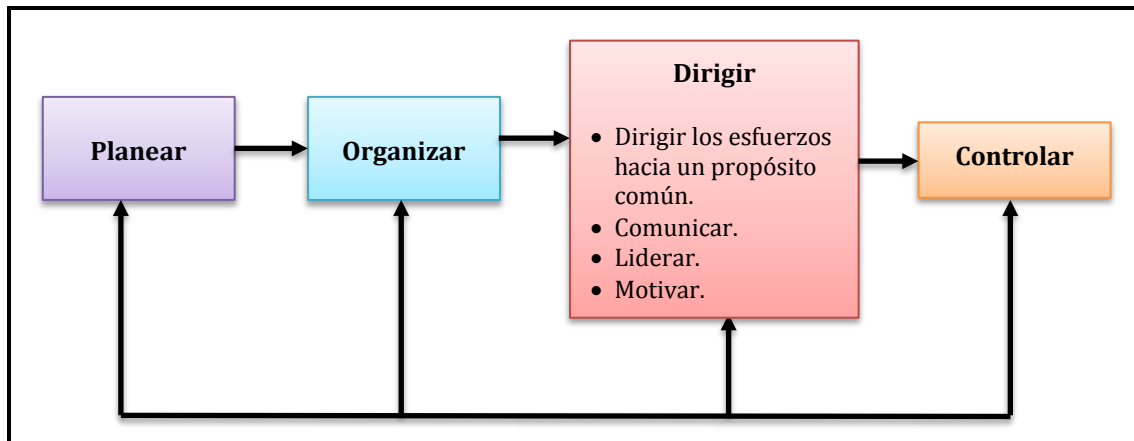 Planear
Organizar
Dirigir
• Dirigir los esfuerzos
hacia un propósito
común.
• Comunicar.
• Liderar.
• Motivar.
Controlar